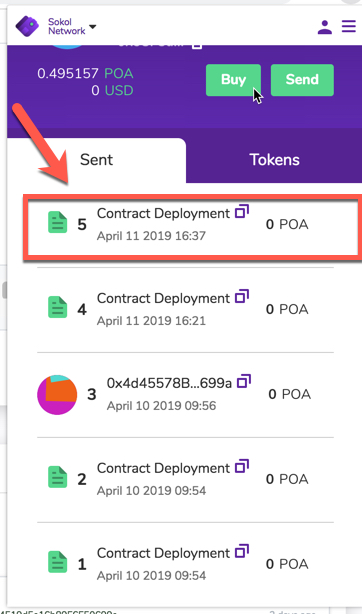 Sokol
Network
0.495157 POA
0 USD
Buy
Send
Sent
Tokens
5 Contract Deployment 0 POA
April 11 2019 16:37
4 Contract Deployment 0 POA
April 11 2019 16:21
3 0x4d45578B...699a 0 POA
April 10 2019 09:56
2 Contract Deployment 0 POA
April 10 2019 09:54
1 Contract Deployment 0 POA
April 10 2019 09:54